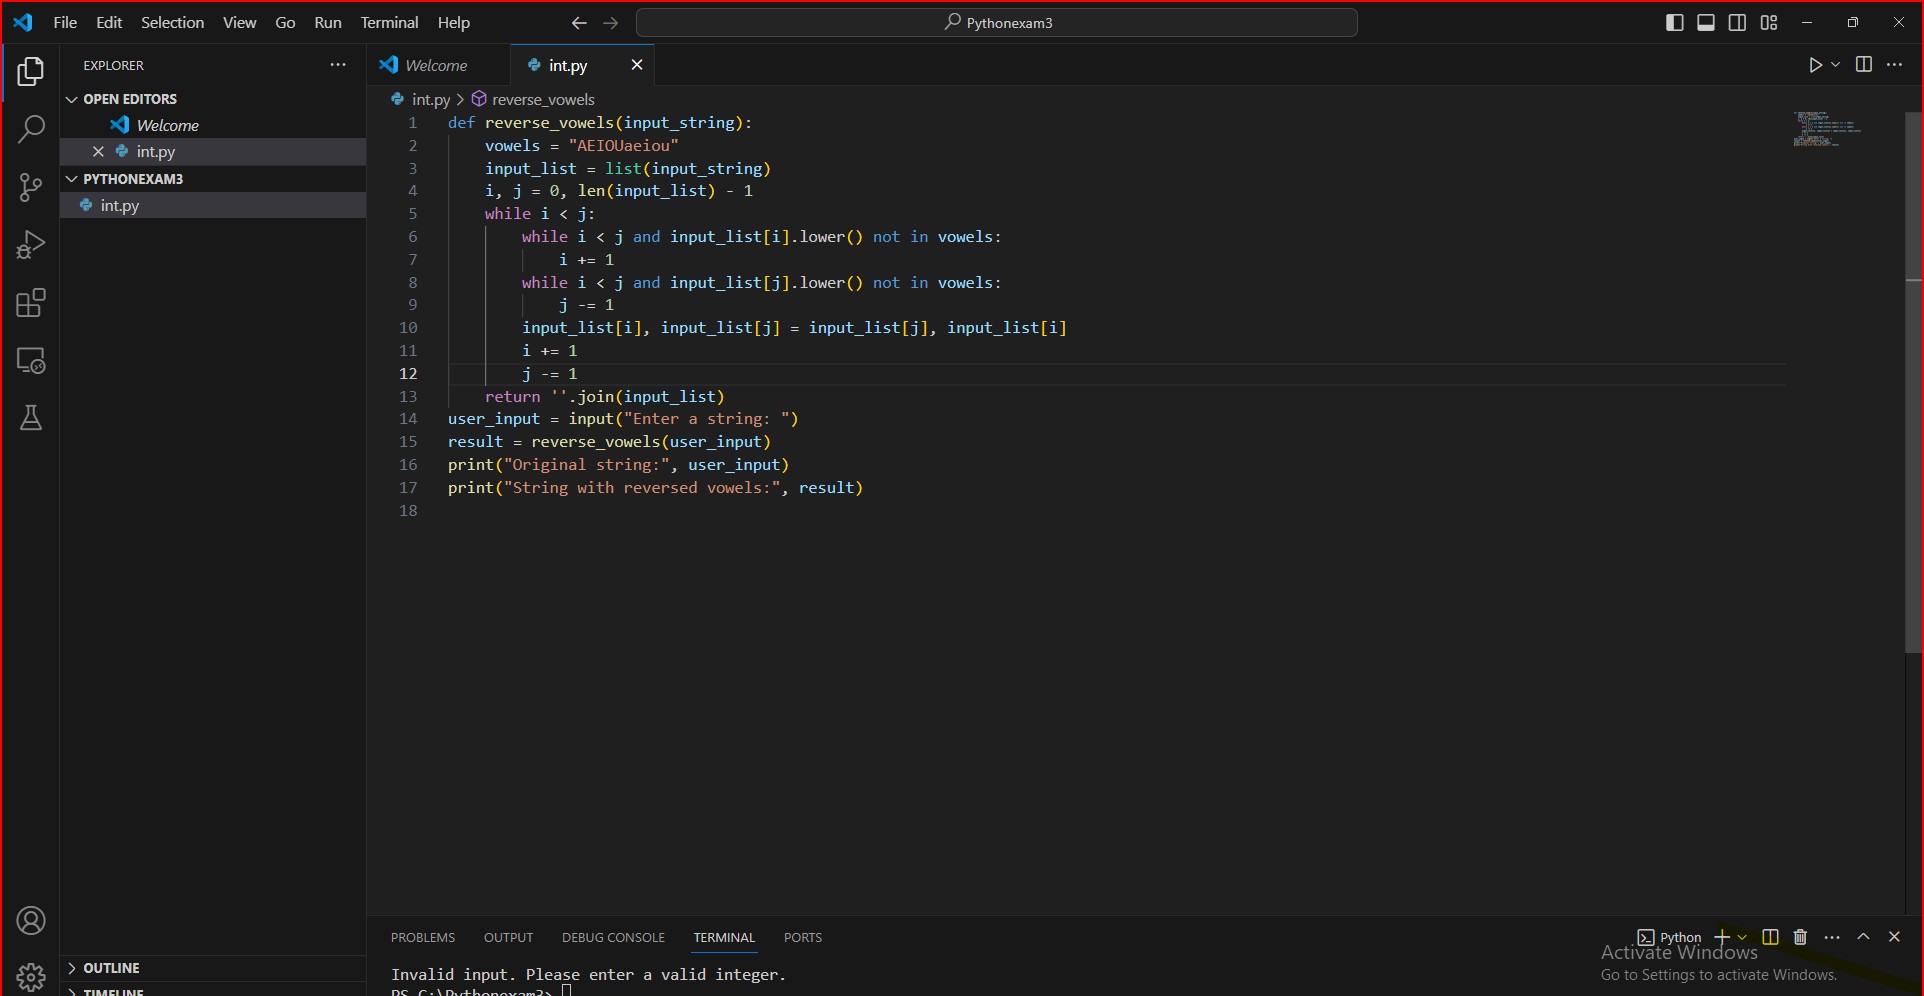 File Edit Selection View Go Run Terminal Help
Pythonexam3
EXPLORER
OPEN EDITORS
Welcome
int.py
PYTHONEXAM3
int.py
OUTLINE
TIMELINE
Welcome
int.py
int.py > reverse_vowels
1 def reverse_vowels(input_string):
2     vowels = "AEIOUaeiou"
3     input_list = list(input_string)
4     i, j = 0, len(input_list) - 1
5     while i < j:
6         while i < j and input_list[i].lower() not in vowels:
7             i += 1
8         while i < j and input_list[j].lower() not in vowels:
9             j -= 1
10         input_list[i], input_list[j] = input_list[j], input_list[i]
11         i += 1
12         j -= 1
13     return ''.join(input_list)
14 user_input = input("Enter a string: ")
15 result = reverse_vowels(user_input)
16 print("Original string:", user_input)
17 print("String with reversed vowels:", result)
18
PROBLEMS OUTPUT DEBUG CONSOLE TERMINAL PORTS
Python
Invalid input. Please enter a valid integer.
PS C:\Pythonexam3>
Activate Windows
Go to Settings to activate Windows.